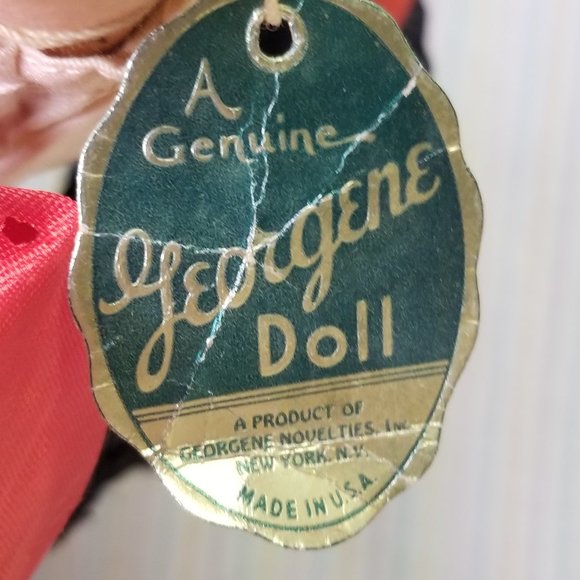 A
Genuine
Georgene
Doll
A PRODUCT OF
GEORGENE NOVELTIES, Inc.
NEW YORK, N.Y.
MADE IN U.S.A.